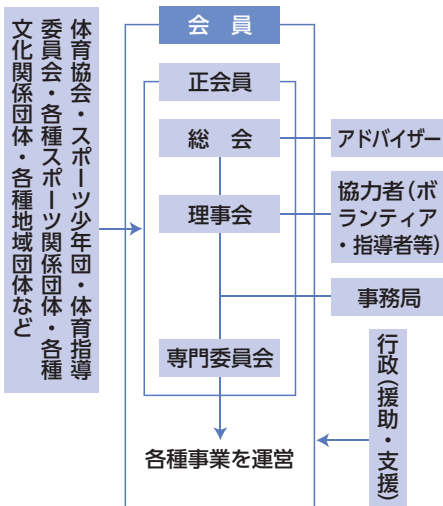 会　員
正会員
総　会
理事会
専門委員会
各種事業を運営
体育協会・スポーツ少年団・体育指導
委員会・各種スポーツ関係団体・各種
文化関係団体・各種地域団体など
アドバイザー
協力者（ボ
ランティア
・指導者等）
事務局
行政（援助・支援）